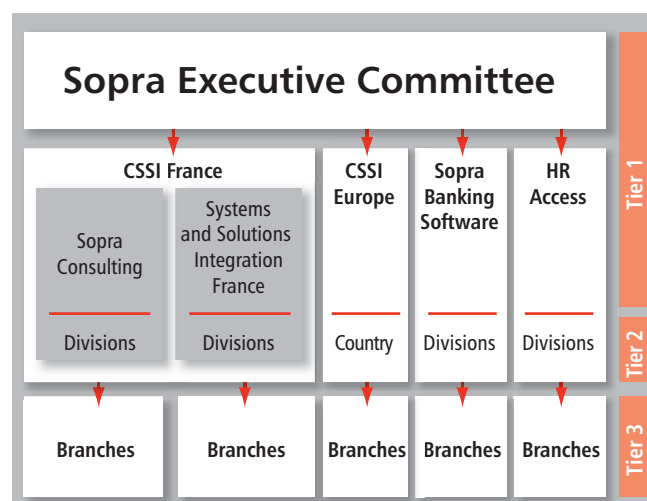 Sopra Executive Committee
CSSI France
Sopra
Consulting
Divisions
Systems
and Solutions
Integration
France
Divisions
CSSI
Europe
Country
Sopra
Banking
Software
Divisions
HR
Access
Divisions
Tier 1
Tier 2
Branches
Branches
Branches
Branches
Branches
Tier 3